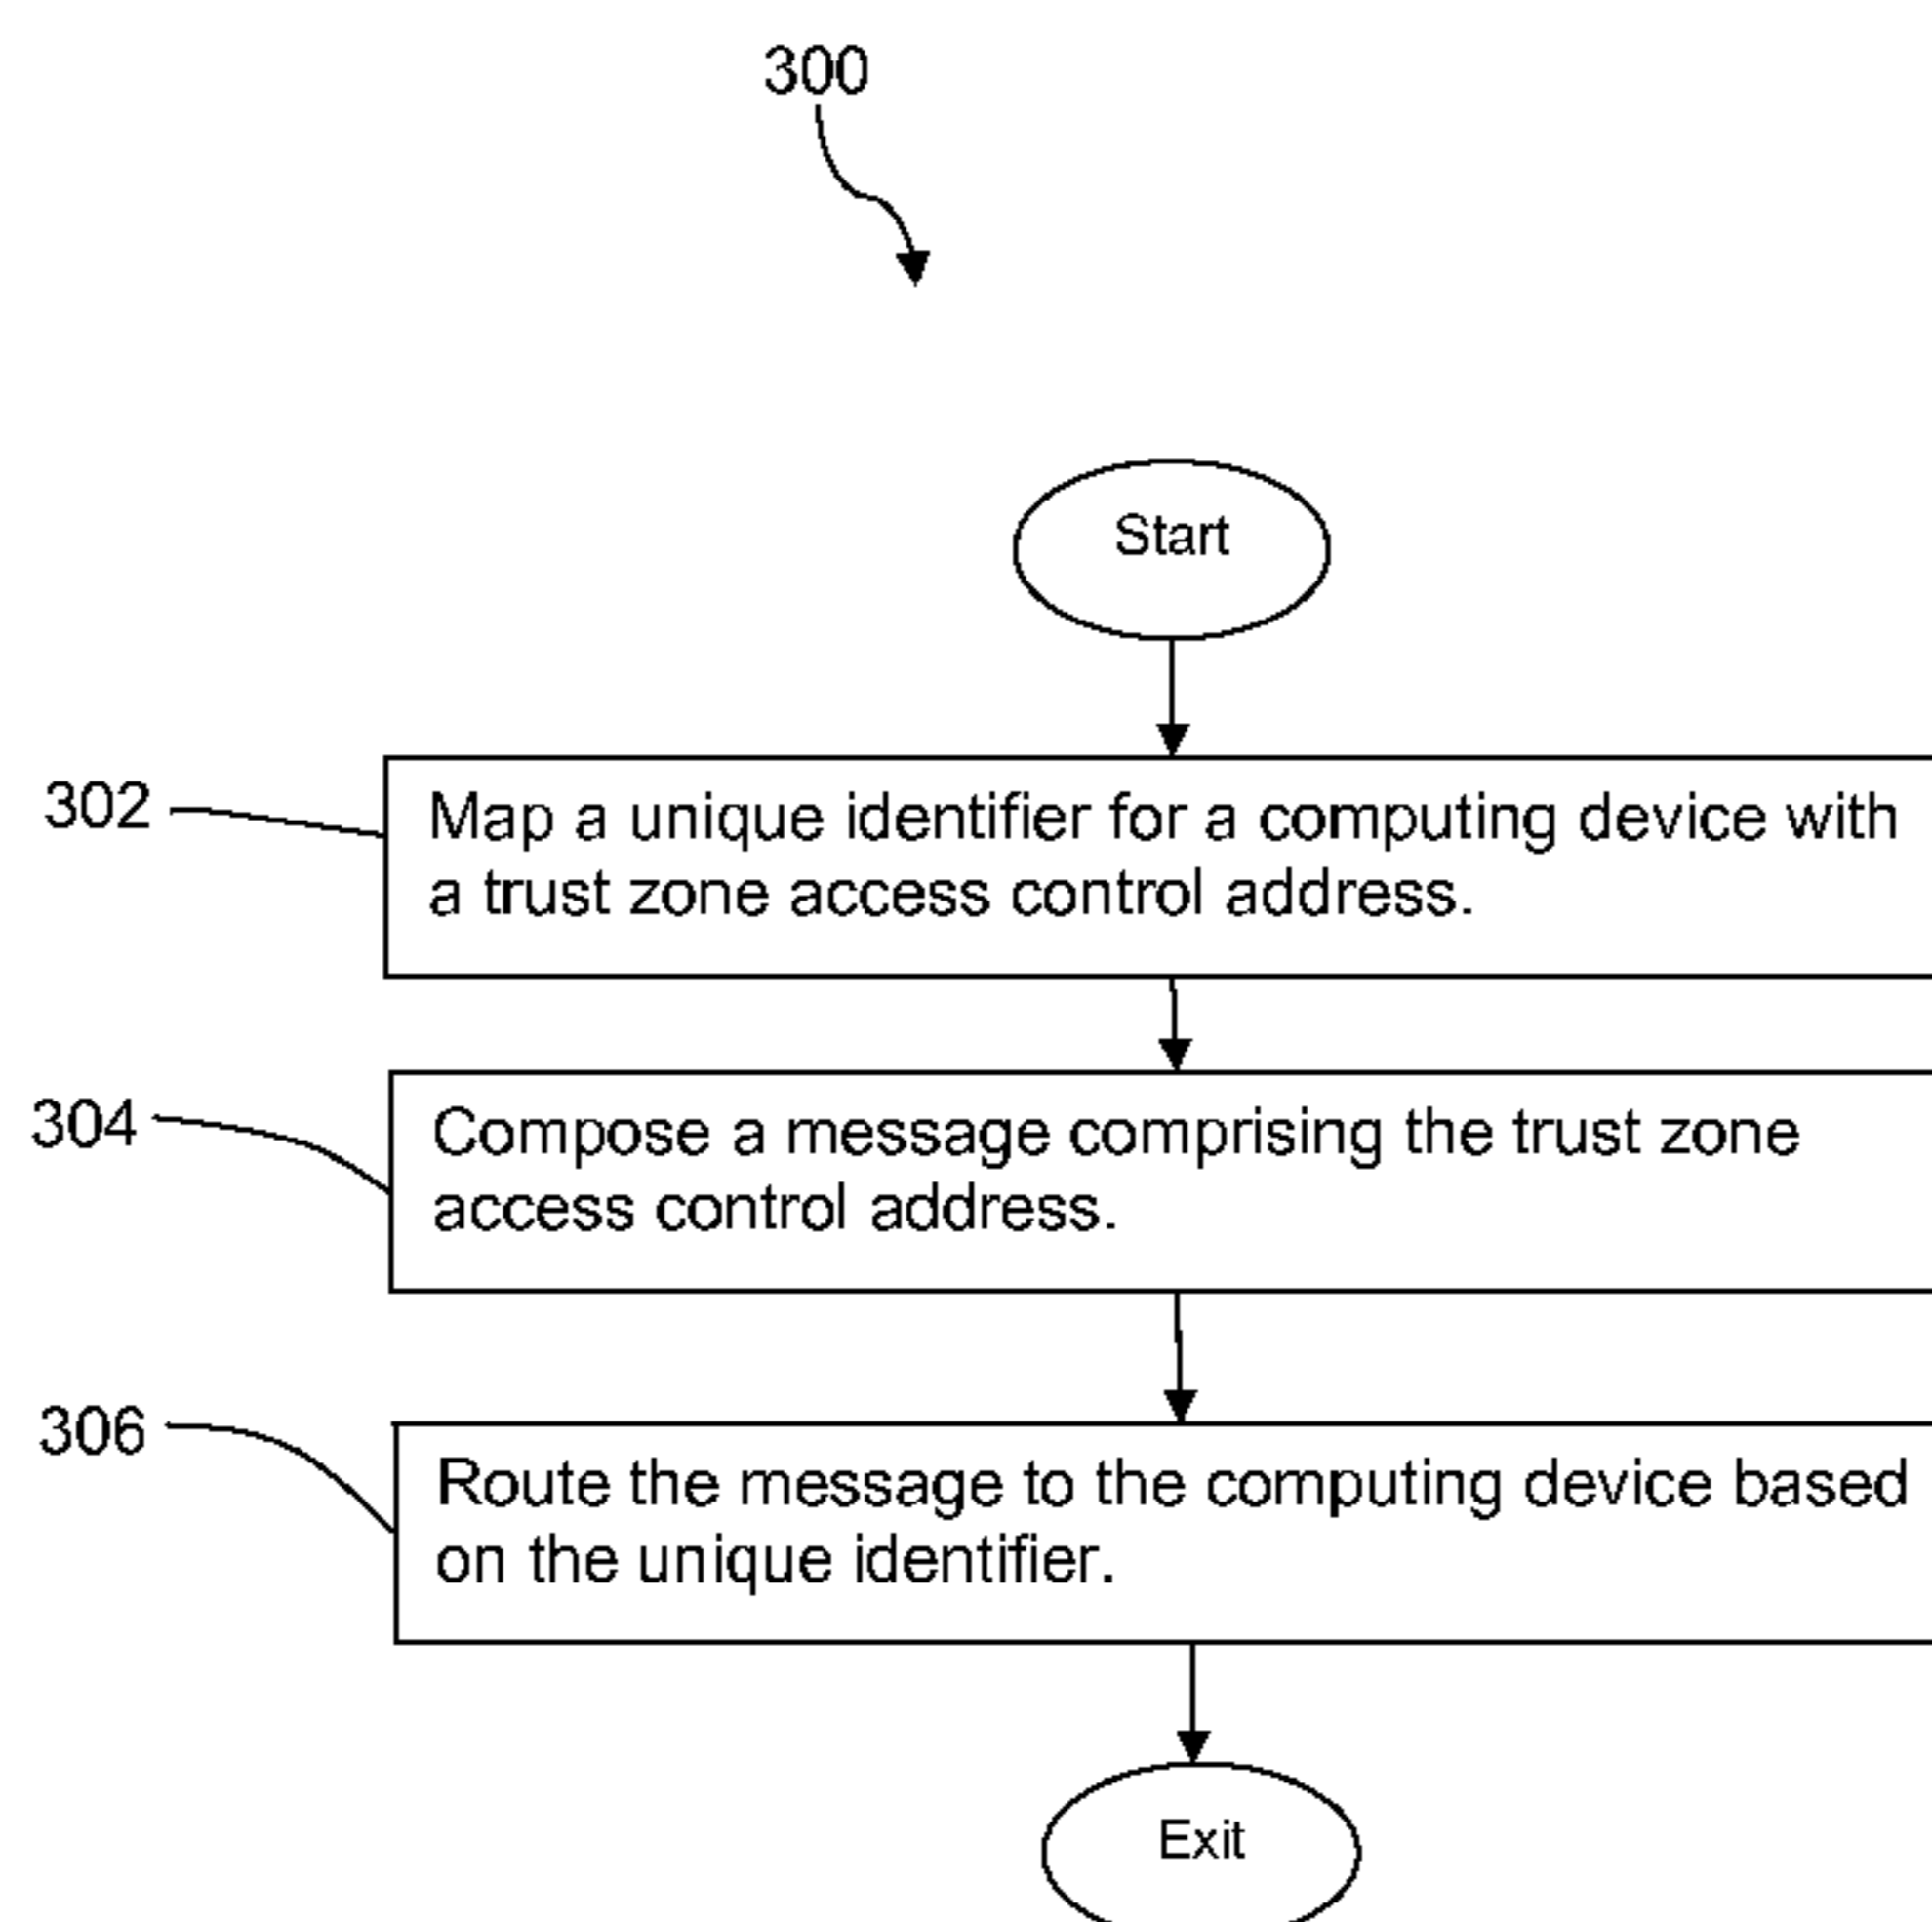 300
Start
302
Map a unique identifier for a computing device with
a trust zone access control address.
304
Compose a message comprising the trust zone
access control address.
306
Route the message to the computing device based
on the unique identifier.
Exit